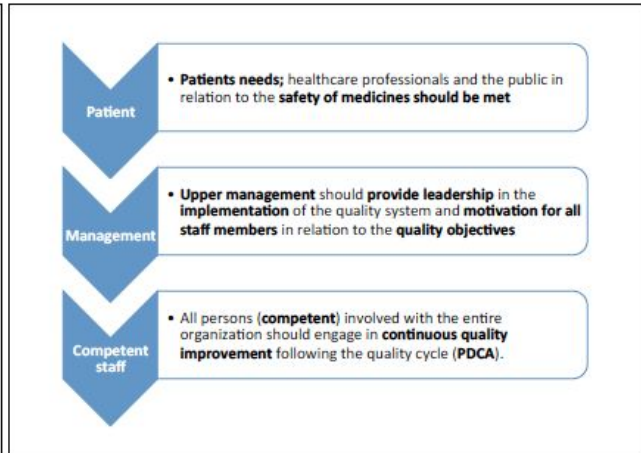 Patient
• Patients needs; healthcare professionals and the public in
relation to the safety of medicines should be met
Management
• Upper management should provide leadership in the
implementation of the quality system and motivation for all
staff members in relation to the quality objectives
Competent
staff
• All persons (competent) involved with the entire
organization should engage in continuous quality
improvement following the quality cycle (PDCA).